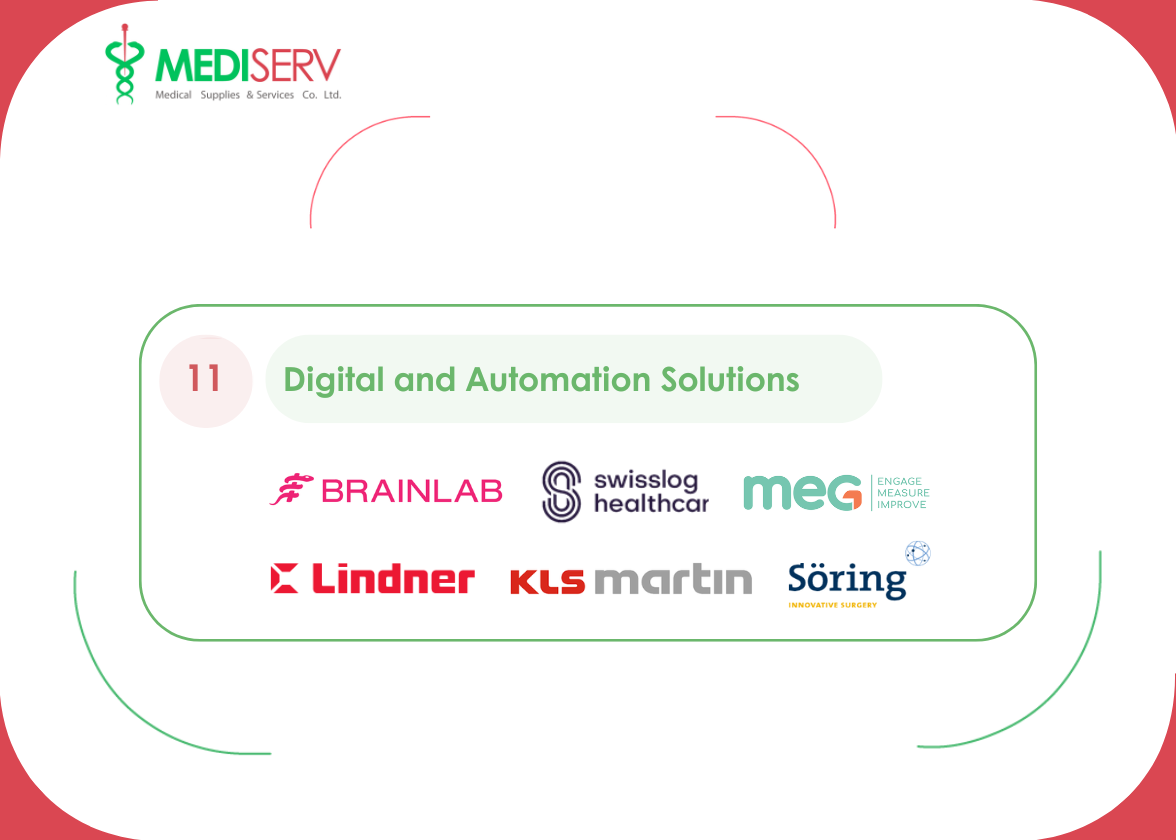 MEDISERV
Medical Supplies & Services Co. Ltd.
11
Digital and Automation Solutions
BRAINLAB
swisslog
healthcar
meG
ENGAGE
MEASURE
IMPROVE
Lindner
KLS martin
Söring
INNOVATIVE SURGERY